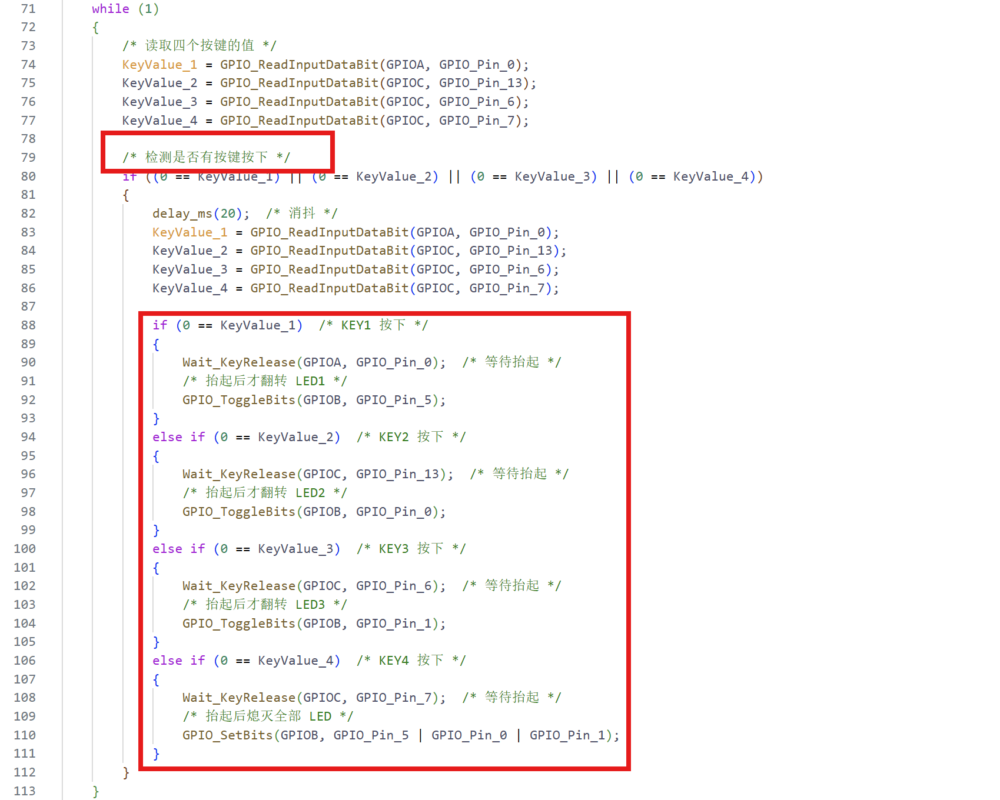 71 while (1)
72 {
73 /* 读取四个按键的值 */
74 KeyValue_1 = GPIO_ReadInputDataBit(GPIOA, GPIO_Pin_0);
75 KeyValue_2 = GPIO_ReadInputDataBit(GPIOC, GPIO_Pin_13);
76 KeyValue_3 = GPIO_ReadInputDataBit(GPIOC, GPIO_Pin_6);
77 KeyValue_4 = GPIO_ReadInputDataBit(GPIOC, GPIO_Pin_7);
78
79 /* 检测是否有按键按下 */
80 if ((0 == KeyValue_1) || (0 == KeyValue_2) || (0 == KeyValue_3) || (0 == KeyValue_4))
81 {
82 delay_ms(20); /* 消抖 */
83 KeyValue_1 = GPIO_ReadInputDataBit(GPIOA, GPIO_Pin_0);
84 KeyValue_2 = GPIO_ReadInputDataBit(GPIOC, GPIO_Pin_13);
85 KeyValue_3 = GPIO_ReadInputDataBit(GPIOC, GPIO_Pin_6);
86 KeyValue_4 = GPIO_ReadInputDataBit(GPIOC, GPIO_Pin_7);
87
88 if (0 == KeyValue_1) /* KEY1 按下 */
89 {
90 Wait_KeyRelease(GPIOA, GPIO_Pin_0); /* 等待抬起 */
91 /* 抬起后才翻转 LED1 */
92 GPIO_ToggleBits(GPIOB, GPIO_Pin_5);
93 }
94 else if (0 == KeyValue_2) /* KEY2 按下 */
95 {
96 Wait_KeyRelease(GPIOC, GPIO_Pin_13); /* 等待抬起 */
97 /* 抬起后才翻转 LED2 */
98 GPIO_ToggleBits(GPIOB, GPIO_Pin_0);
99 }
100 else if (0 == KeyValue_3) /* KEY3 按下 */
101 {
102 Wait_KeyRelease(GPIOC, GPIO_Pin_6); /* 等待抬起 */
103 /* 抬起后才翻转 LED3 */
104 GPIO_ToggleBits(GPIOB, GPIO_Pin_1);
105 }
106 else if (0 == KeyValue_4) /* KEY4 按下 */
107 {
108 Wait_KeyRelease(GPIOC, GPIO_Pin_7); /* 等待抬起 */
109 /* 抬起后熄灭全部 LED */
110 GPIO_SetBits(GPIOB, GPIO_Pin_5 | GPIO_Pin_0 | GPIO_Pin_1);
111 }
112 }
113 }